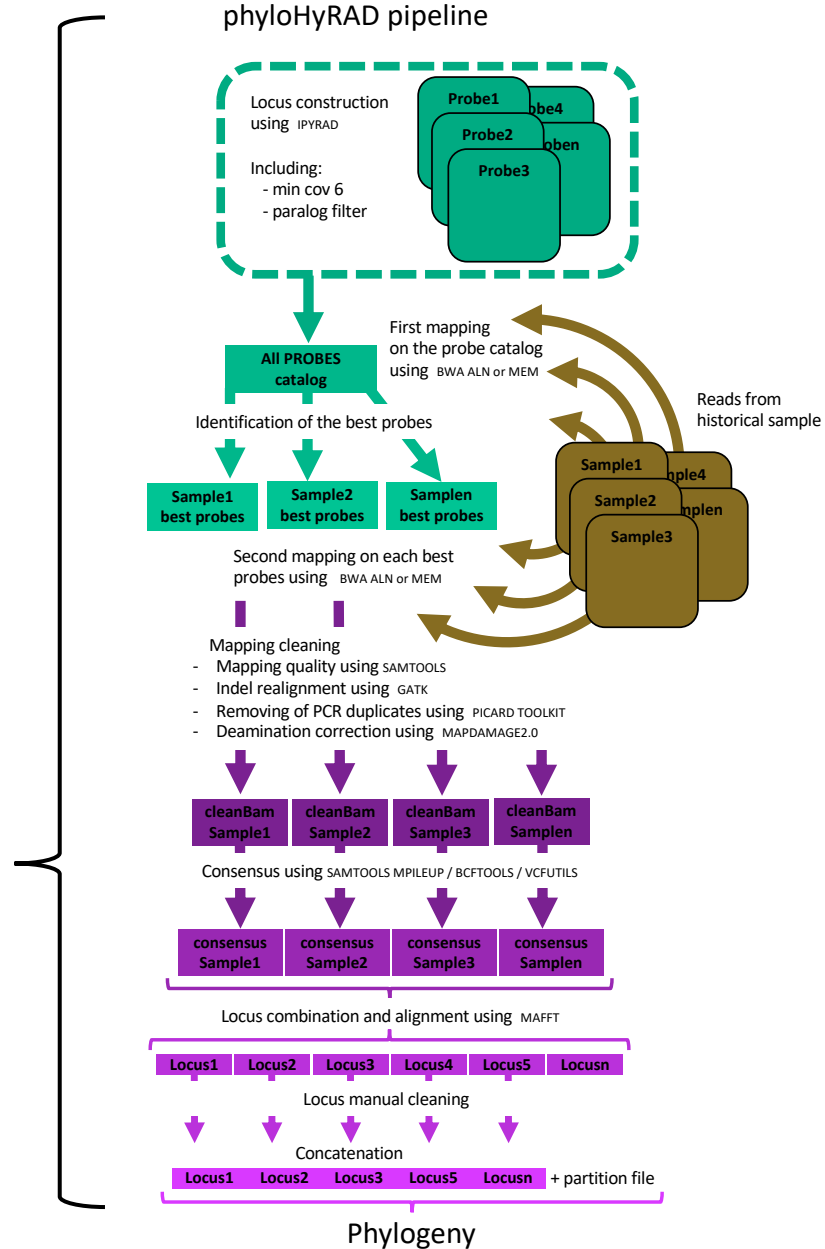 phyloHyRAD pipeline
Locus construction
using IPYRAD
Including:
- min cov 6
- paralog filter
Probe1
obe4
Probe2
oben
Probe3
First mapping
on the probe catalog
using BWA ALN or MEM
All PROBES
catalog
Reads from
historical sample
Identification of the best probes
Sample1
mple4
Sample2
mplen
Sample3
Sample1
best probes
Sample2
best probes
Samplen
best probes
Second mapping on each best
probes using BWA ALN or MEM
Mapping cleaning
- Mapping quality using SAMTOOLS
- Indel realignment using GATK
- Removing of PCR duplicates using PICARD TOOLKIT
- Deamination correction using MAPDAMAGE2.0
cleanBam
Sample1
cleanBam
Sample2
cleanBam
Sample3
cleanBam
Samplen
Consensus using SAMTOOLS MPILEUP / BCFTOOLS / VCFUTILS
consensus
Sample1
consensus
Sample2
consensus
Sample3
consensus
Samplen
Locus combination and alignment using MAFFT
Locus1 Locus2 Locus3 Locus4 Locus5 Locusn
Locus manual cleaning
Concatenation
Locus1 Locus2 Locus3 Locus5 Locusn + partition file
Phylogeny